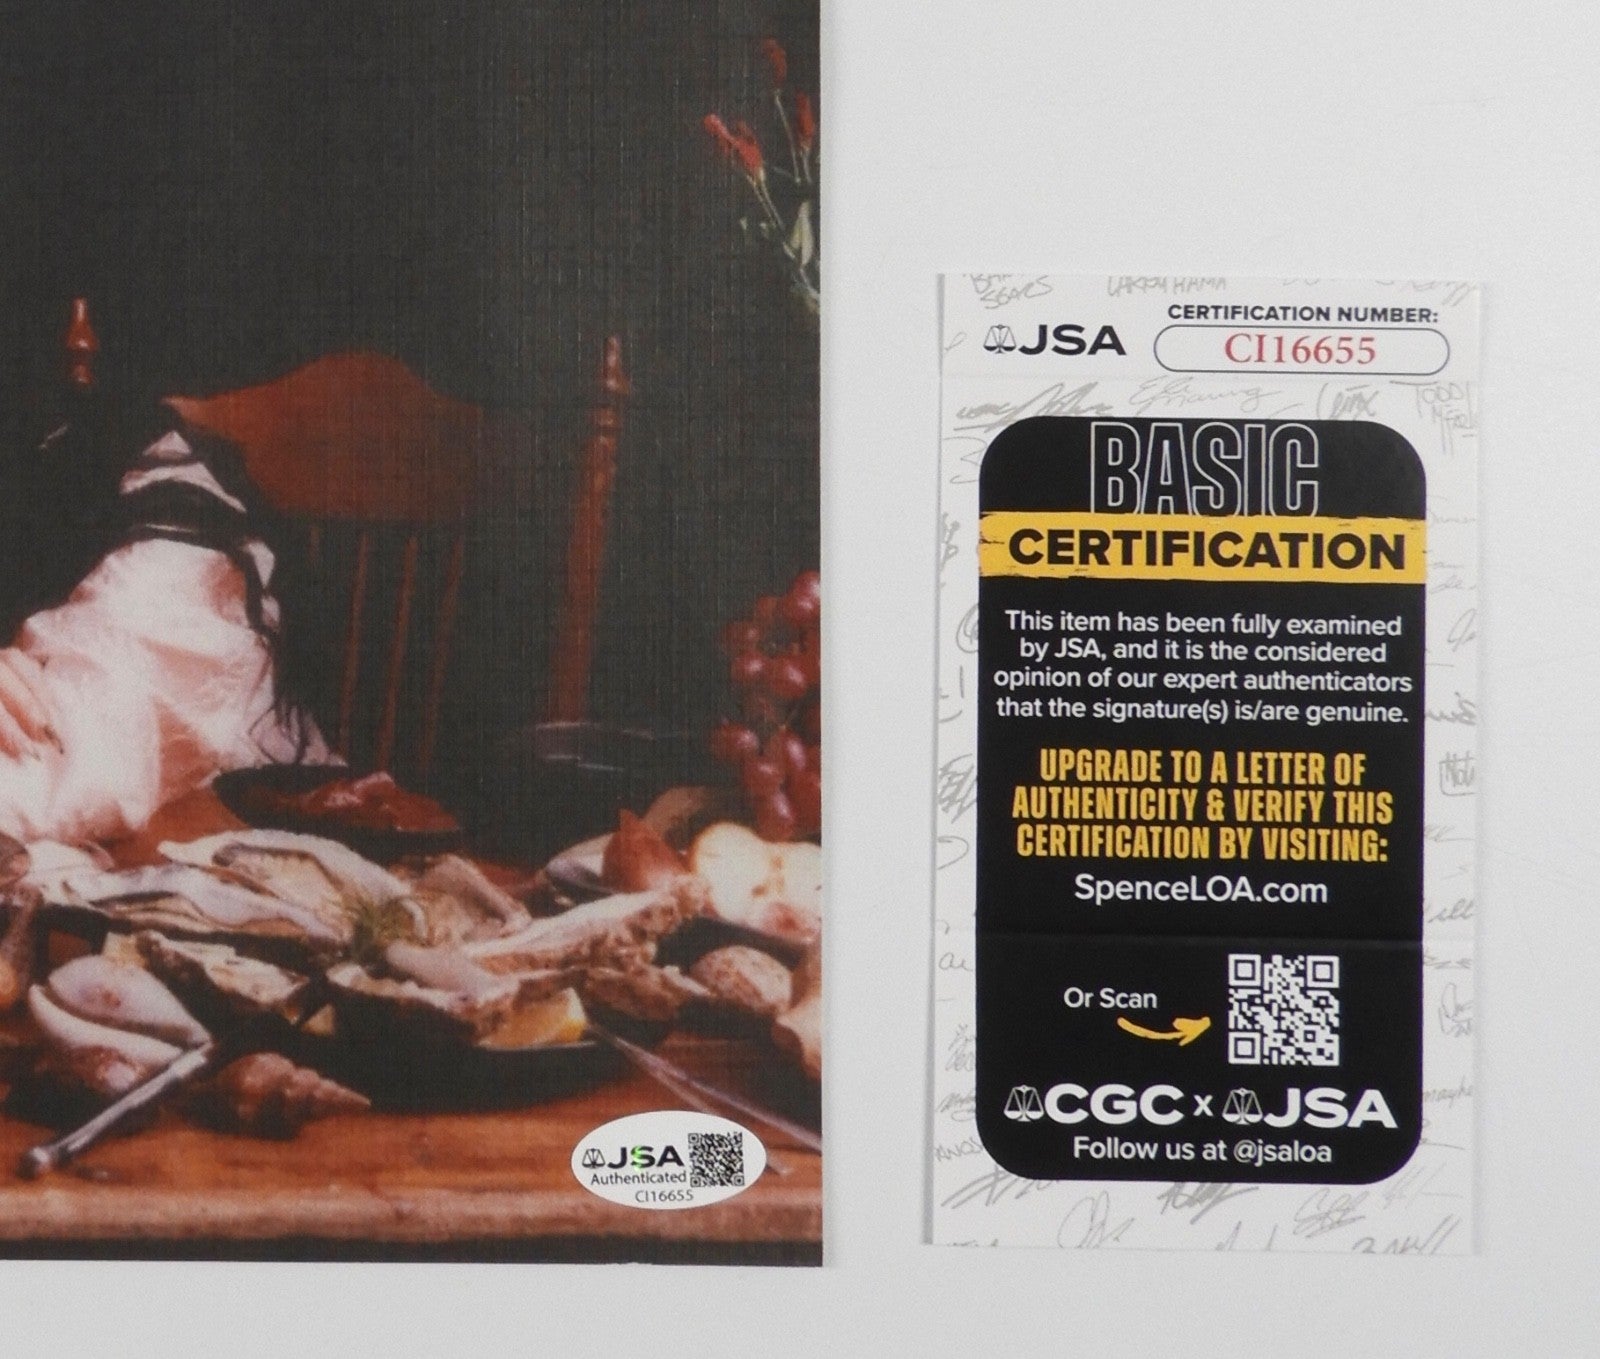 JSA
CERTIFICATION NUMBER:
CI16655
BASIC
CERTIFICATION
This item has been fully examined
by JSA, and it is the considered
opinion of our expert authenticators
that the signature(s) is/are genuine.
UPGRADE TO A LETTER OF
AUTHENTICITY & VERIFY THIS
CERTIFICATION BY VISITING:
SpenceLOA.com
Or Scan
CGC x JSA
Follow us at @jsaloa
JSA
Authenticated
CI16655